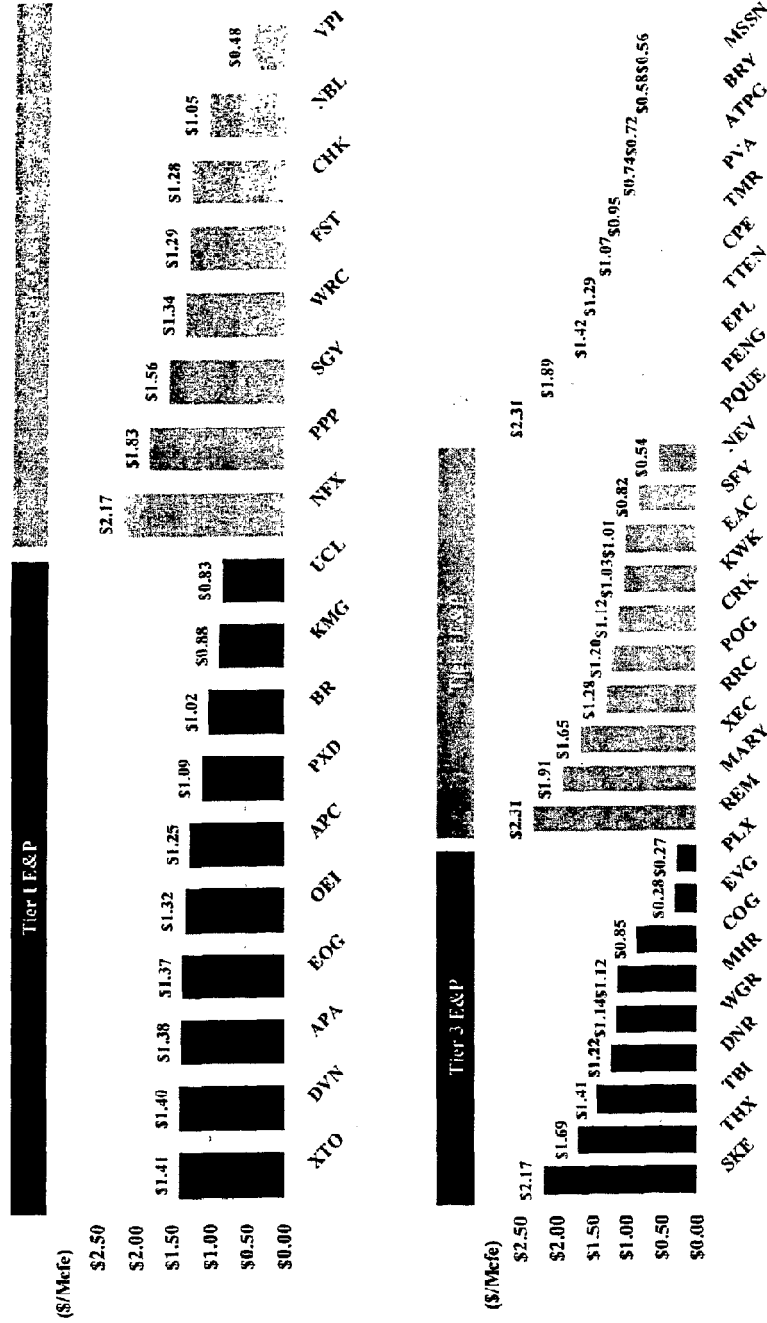 Tier 1 E&P
($/Mcfe)
$2.50
$2.00
$1.50
$1.00
$0.50
$0.00
$1.41 $1.40 $1.38 $1.37 $1.32 $1.25 $1.09 $1.02 $0.88 $0.83 $2.17 $1.83 $1.56 $1.34 $1.29 $1.28 $1.05 $0.48
XTO DVN APA EOG OEI APC PXD BR KMG UCL NFX PPP SGY WRC FST CHK NBL VPI
Tier 3 E&P
($/Mcfe)
$2.50
$2.00
$1.50
$1.00
$0.50
$0.00
$2.17 $1.69 $1.41 $1.22 $1.14 $1.12 $0.85 $0.28 $0.27 $2.31 $1.91 $1.65 $1.28 $1.20 $1.12 $1.03 $1.01 $0.82 $0.54 $2.31 $1.89 $1.42 $1.29 $1.07 $0.95 $0.74 $0.72 $0.58 $0.56
SKE THX TBI DNR WGR MHR COG EVG PLX REM MARY XEC RRC POG CRK KWK EAC SFY NEV PQUE PENG EPL TTEN CPE TMR PVA ATPG BRY MSSN